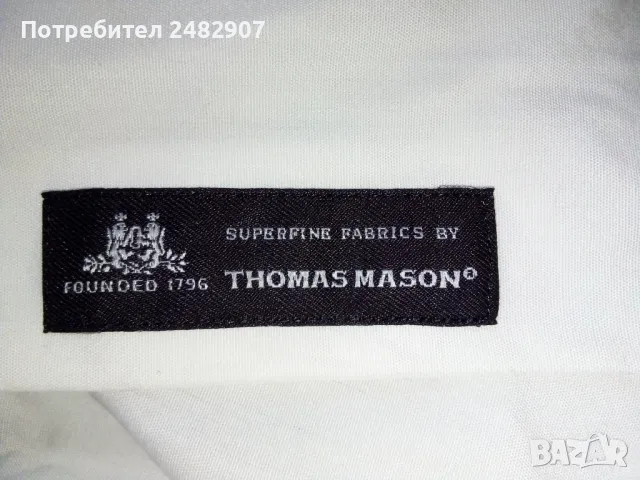 Потребител 2482907
SUPERFINE FABRICS BY
FOUNDED 1796
THOMAS MASON®
BAZAR